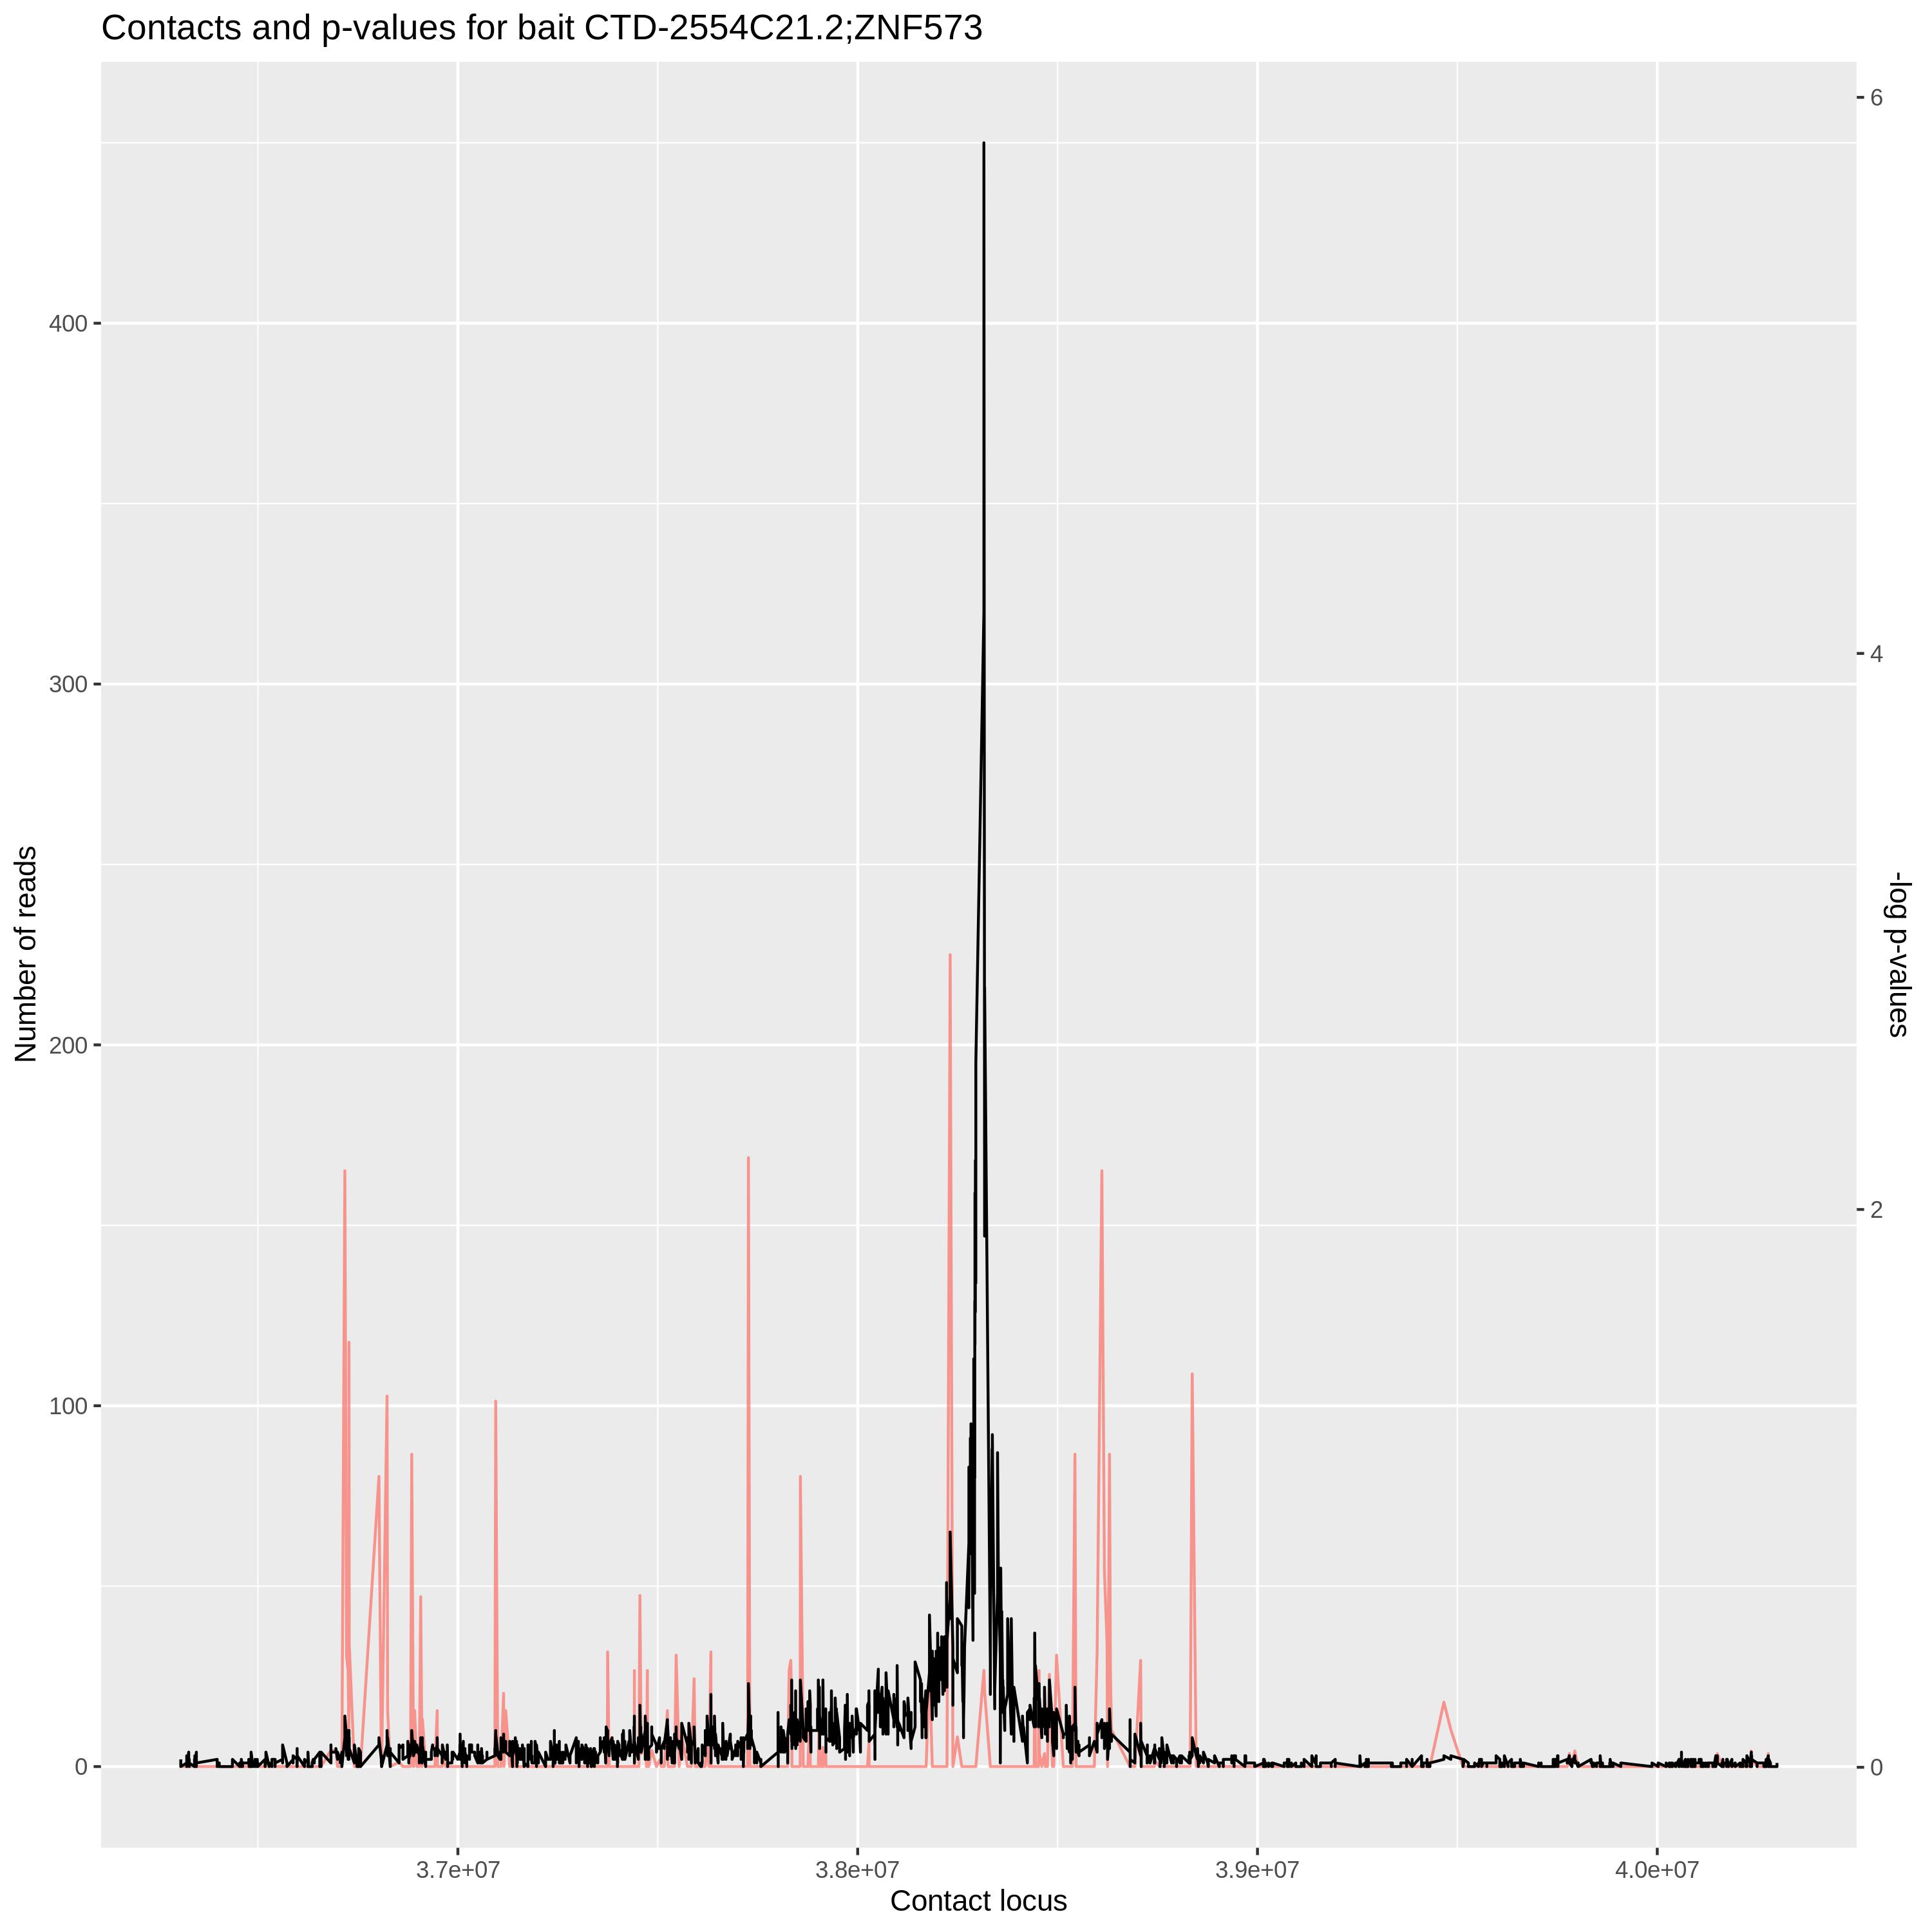 Contacts and p-values for bait CTD-2554C21.2;ZNF573
6
400
4
300
Number of reads
-log p-values
200
2
100
0
0
3.7e+07
3.8e+07
3.9e+07
4.0e+07
Contact locus